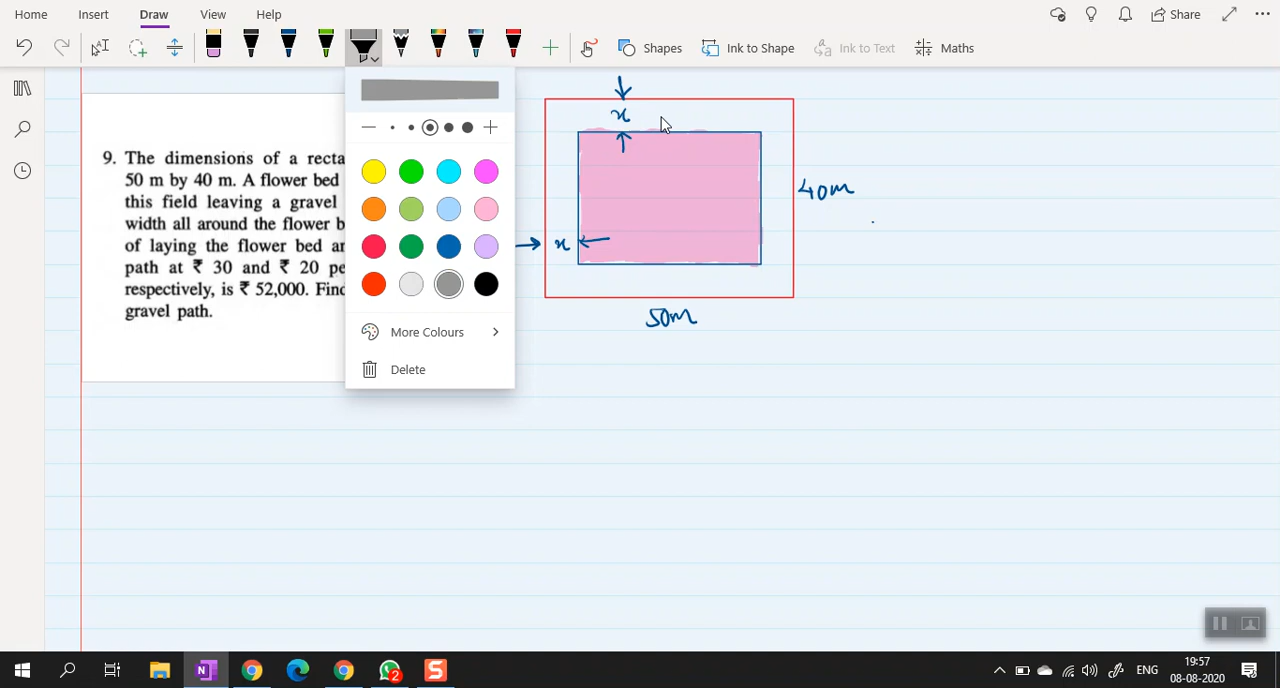 Home Insert Draw View Help
Share
Shapes Ink to Shape Ink to Text Maths
x
9. The dimensions of a recta
50 m by 40 m. A flower bed
this field leaving a gravel
width all around the flower b
of laying the flower bed an
path at ₹ 30 and ₹ 20 pe
respectively, is ₹ 52,000. Find
gravel path.
40m
x
50m
More Colours
Delete
2
S
N
ENG
19:57
08-08-2020